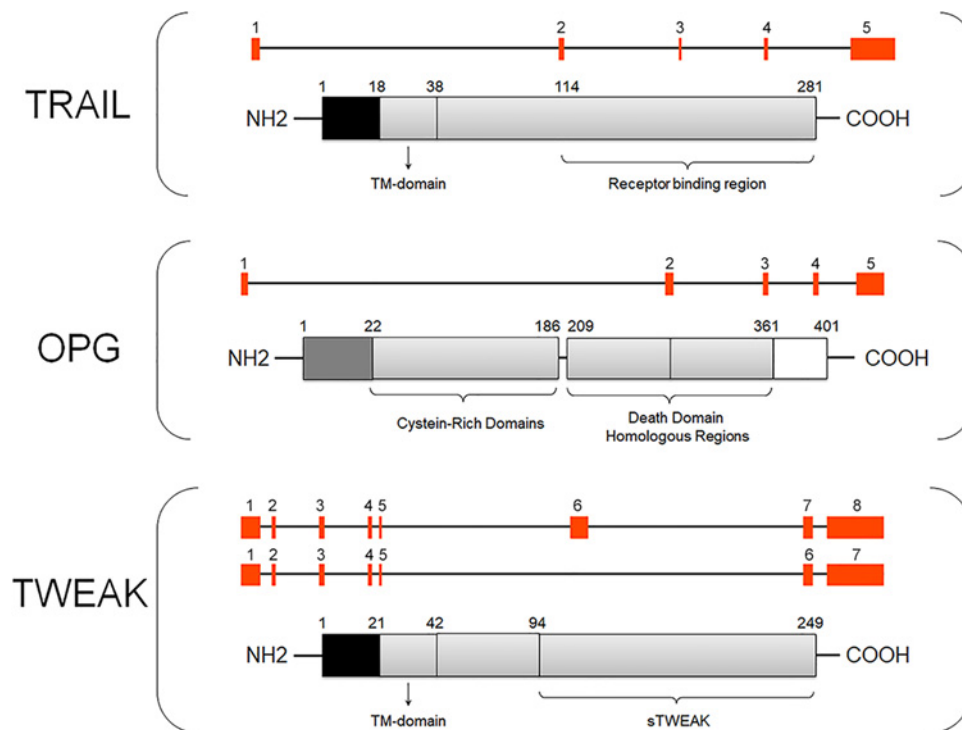 1 2 3 4 5
TRAIL
1 18 38 114 281
NH2 COOH
TM-domain Receptor binding region
1 2 3 4 5
OPG
1 22 186 209 361 401
NH2 COOH
Cystein-Rich Domains Death Domain
Homologous Regions
1 2 3 4 5 6 7 8
1 2 3 4 5 6 7
TWEAK
1 21 42 94 249
NH2 COOH
TM-domain sTWEAK